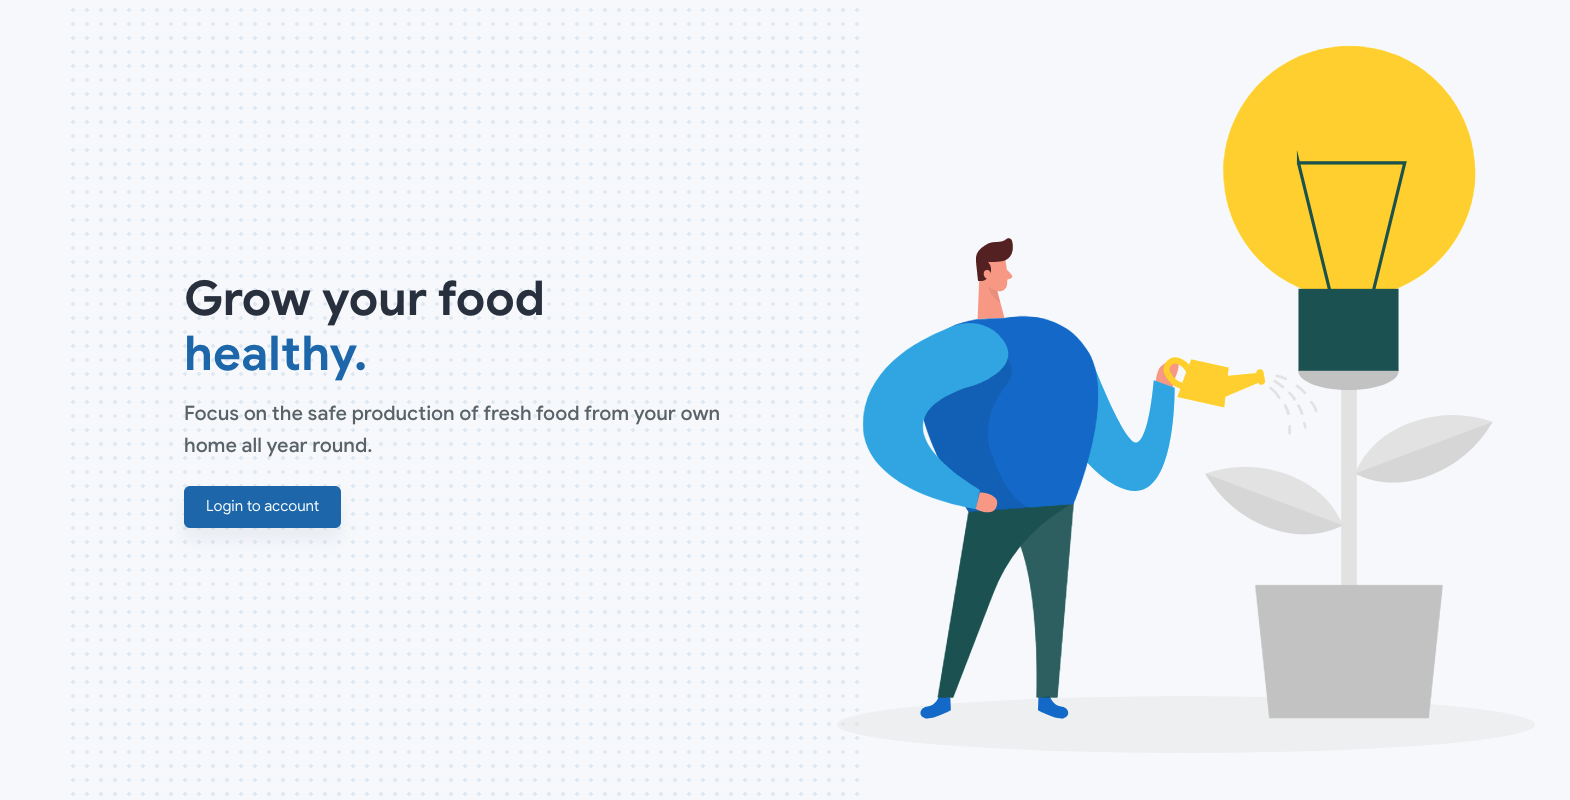 Grow your food
healthy.
Focus on the safe production of fresh food from your own
home all year round.
Login to account